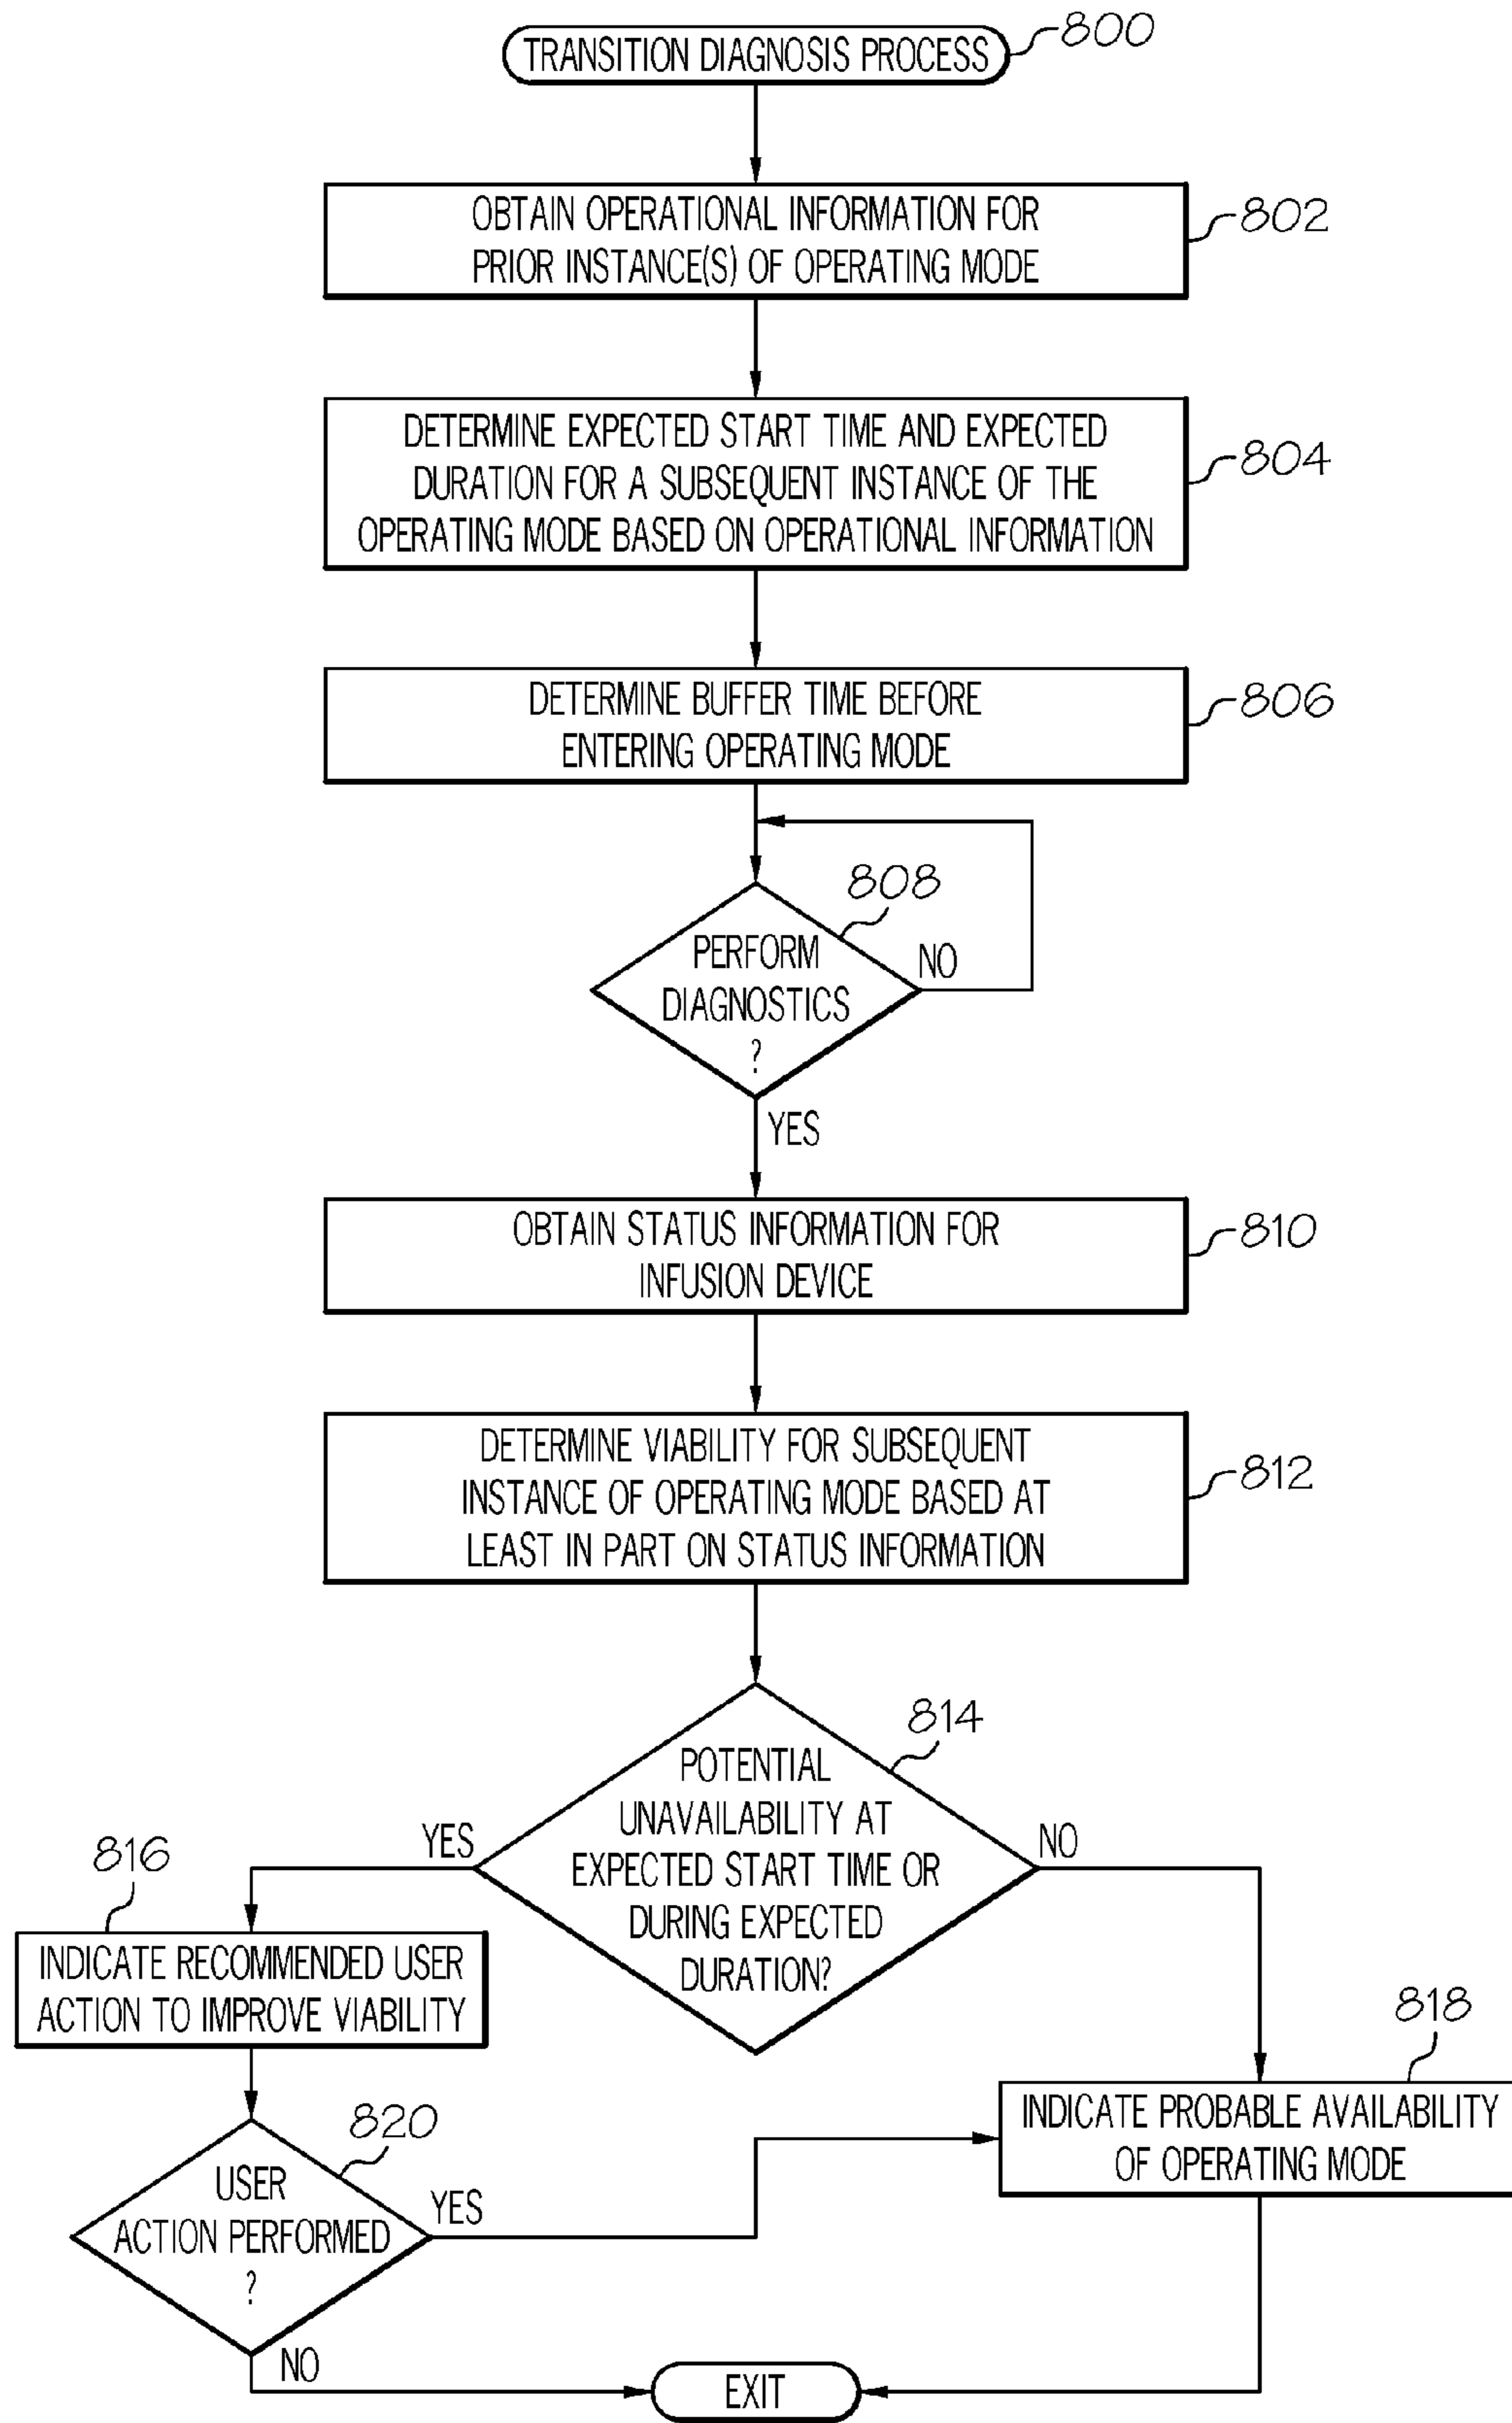 TRANSITION DIAGNOSIS PROCESS
800
OBTAIN OPERATIONAL INFORMATION FOR
PRIOR INSTANCE(S) OF OPERATING MODE
802
DETERMINE EXPECTED START TIME AND EXPECTED
DURATION FOR A SUBSEQUENT INSTANCE OF THE
OPERATING MODE BASED ON OPERATIONAL INFORMATION
804
DETERMINE BUFFER TIME BEFORE
ENTERING OPERATING MODE
806
808
PERFORM
DIAGNOSTICS
?
NO
YES
OBTAIN STATUS INFORMATION FOR
INFUSION DEVICE
810
DETERMINE VIABILITY FOR SUBSEQUENT
INSTANCE OF OPERATING MODE BASED AT
LEAST IN PART ON STATUS INFORMATION
812
814
POTENTIAL
UNAVAILABILITY AT
EXPECTED START TIME OR
DURING EXPECTED
DURATION?
YES
NO
816
INDICATE RECOMMENDED USER
ACTION TO IMPROVE VIABILITY
818
INDICATE PROBABLE AVAILABILITY
OF OPERATING MODE
820
USER
ACTION PERFORMED
?
YES
NO
EXIT